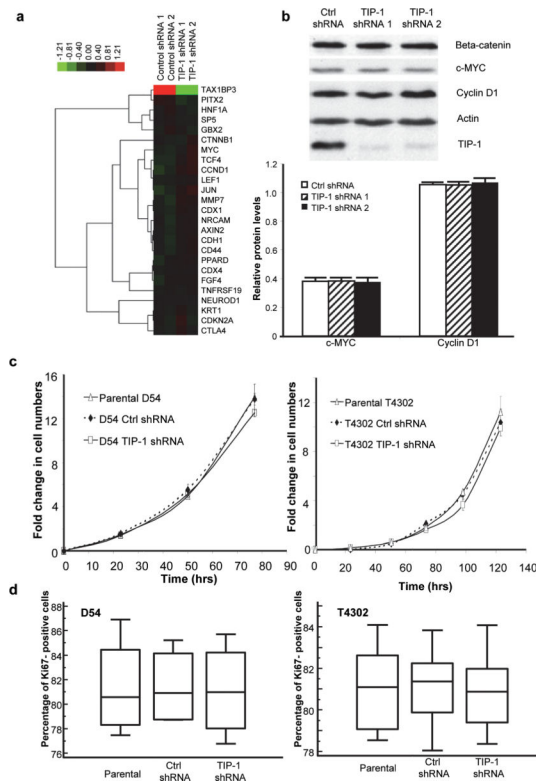 a
-1.21
-0.81
-0.40
0.00
0.40
0.81
1.21
Control shRNA 1
Control shRNA 2
TIP-1 shRNA 1
TIP-1 shRNA 2
TAX1BP3
PITX2
HNF1A
SP5
GBX2
CTNNB1
MYC
TCF4
CCND1
LEF1
JUN
MMP7
CDX1
NRCAM
AXIN2
CDH1
CD44
PPARD
CDX4
FGF4
TNFRSF19
NEUROD1
KRT1
CDKN2A
CTLA4
b
Ctrl shRNA
TIP-1 shRNA 1
TIP-1 shRNA 2
Beta-catenin
c-MYC
Cyclin D1
Actin
TIP-1
Relative protein levels
1.2
1.0
0.8
0.6
0.4
0.2
0
Ctrl shRNA
TIP-1 shRNA 1
TIP-1 shRNA 2
c-MYC
Cyclin D1
c
Fold change in cell numbers
16
12
8
4
0
Parental D54
D54 Ctrl shRNA
D54 TIP-1 shRNA
0 10 20 30 40 50 60 70 80 90
Time (hrs)
Fold change in cell numbers
12
8
4
0
Parental T4302
T4302 Ctrl shRNA
T4302 TIP-1 shRNA
0 20 40 60 80 100 120
Time (hrs)
d
Percentage of Ki67- positive cells
88
86
84
82
80
78
76
D54
Parental
Ctrl shRNA
TIP-1 shRNA
Percentage of Ki67- positive cells
84
83
82
81
80
79
78
T4302
Parental
Ctrl shRNA
TIP-1 shRNA